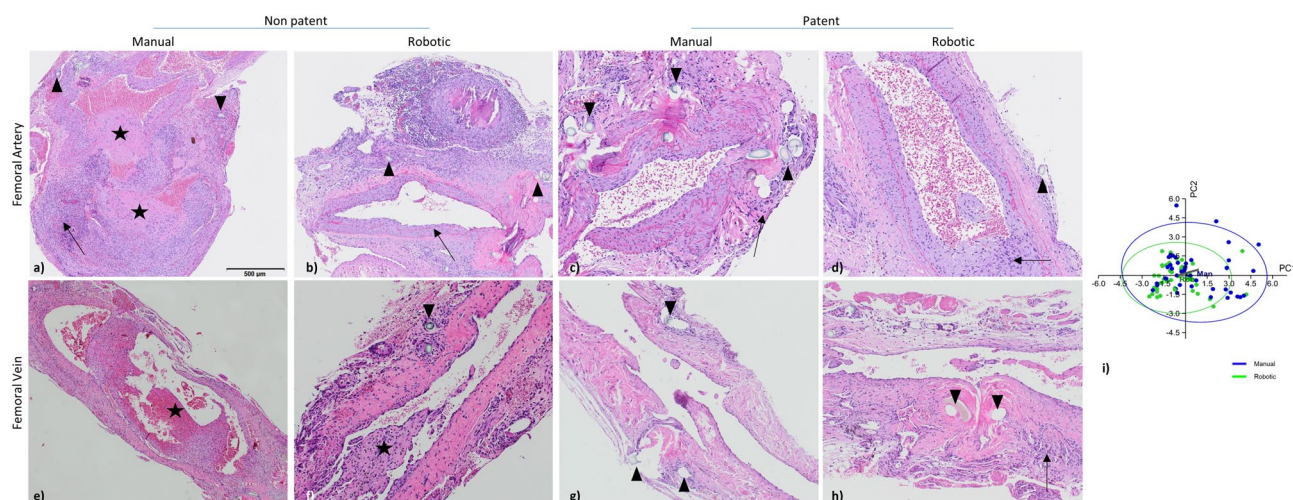 Non patent
Patent
Manual
Robotic
Manual
Robotic
Femoral Artery
a)
500 µm
b)
c)
d)
Femoral Vein
e)
f)
g)
h)
PC2
6.0
4.5
3.0
1.5
-6.0 -4.5 -3.0 -1.5 1.5 3.0 4.5 6.0
PC1
Man
-1.5
-3.0
-4.5
i)
Manual
Robotic